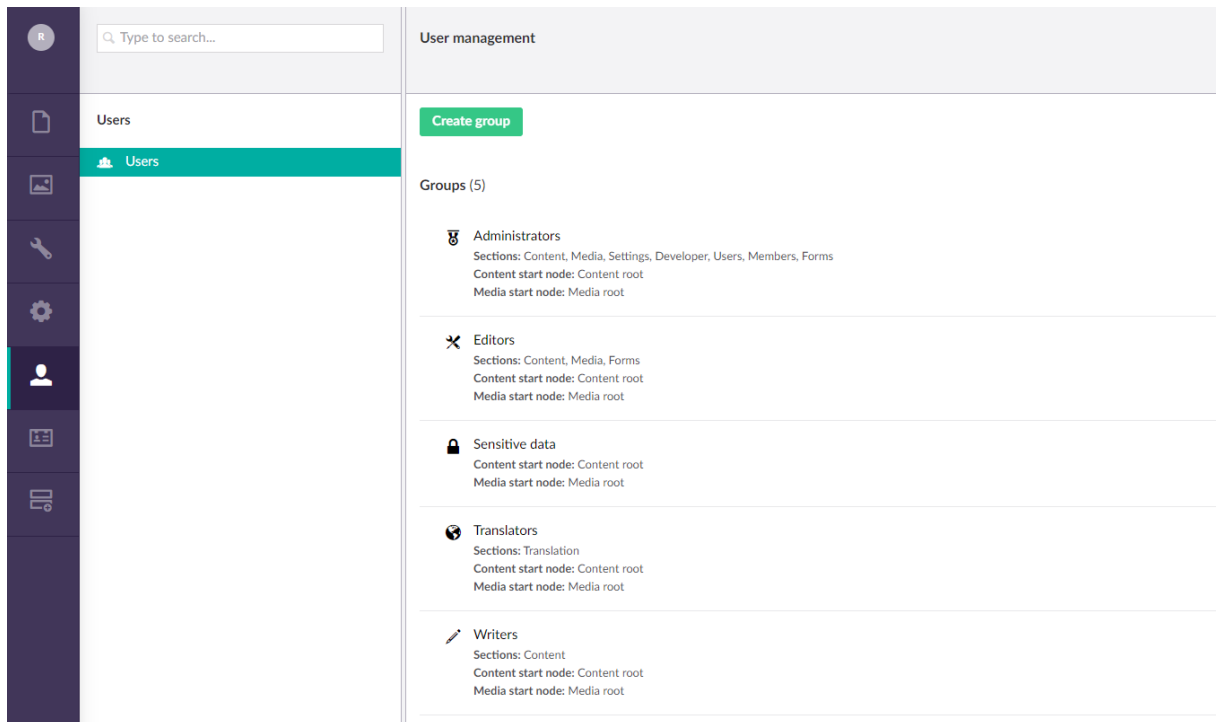 R
Type to search...
User management
Users
Users
Create group
Groups (5)
Administrators
Sections: Content, Media, Settings, Developer, Users, Members, Forms
Content start node: Content root
Media start node: Media root
Editors
Sections: Content, Media, Forms
Content start node: Content root
Media start node: Media root
Sensitive data
Content start node: Content root
Media start node: Media root
Translators
Sections: Translation
Content start node: Content root
Media start node: Media root
Writers
Sections: Content
Content start node: Content root
Media start node: Media root